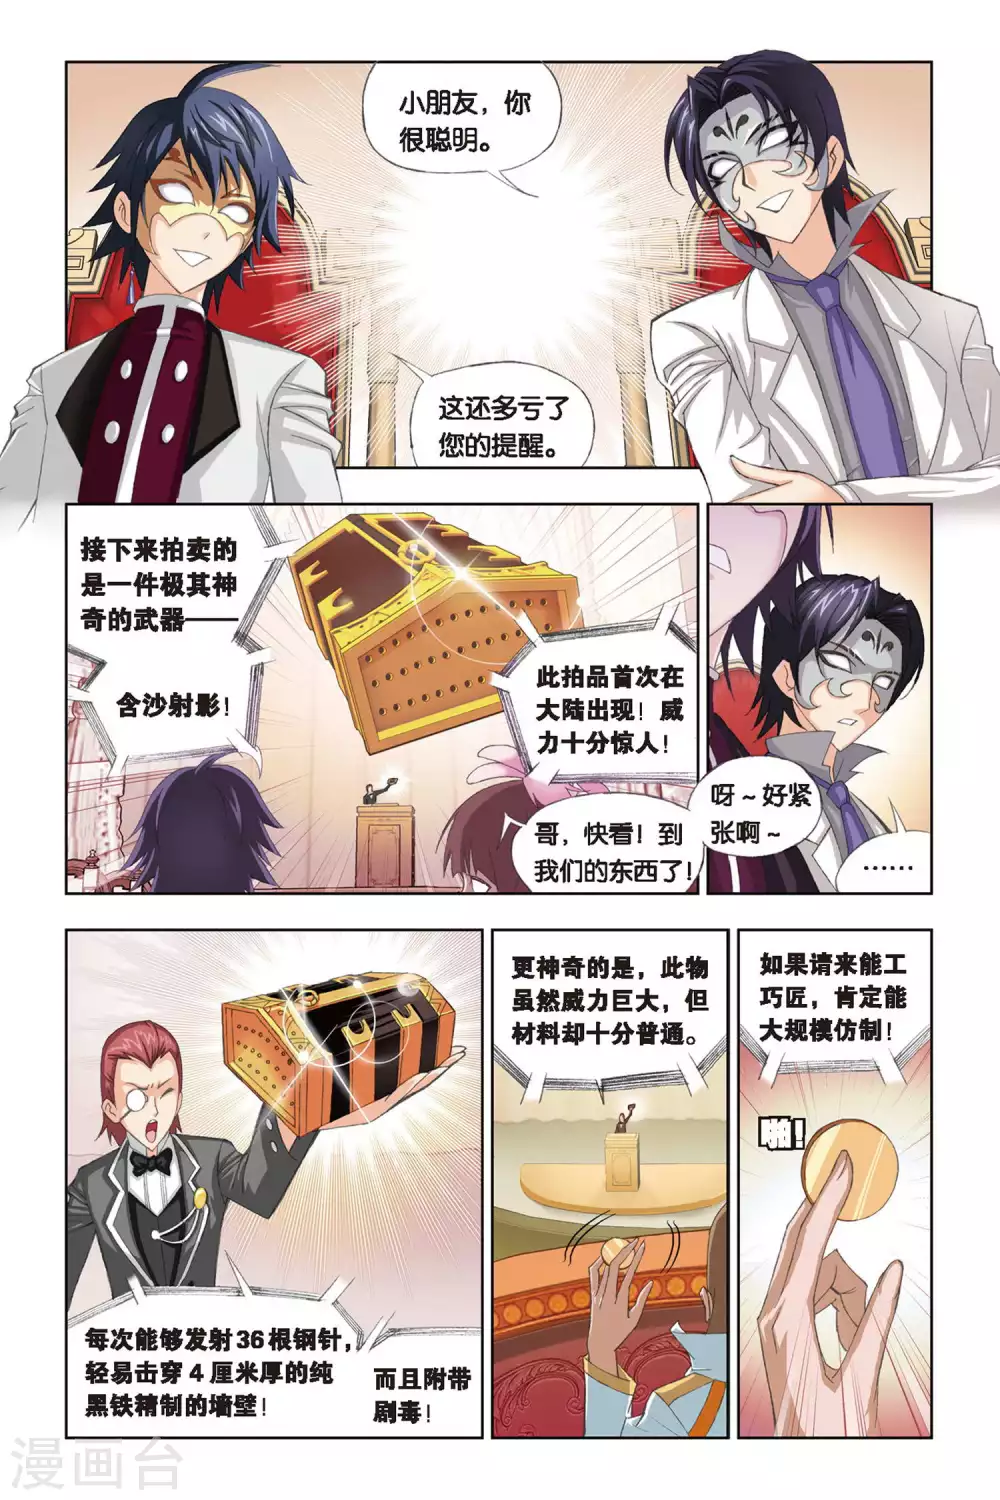 小朋友，你
很聪明。
这还多亏了
您的提醒。
接下来拍卖的
是一件极其神
奇的武器——
含沙射影！
此拍品首次在
大陆出现！威
力十分惊人！
哥，快看！到
我们的东西了！
呀～好紧
张啊～
……
每次能够发射36根钢针，
轻易击穿4厘米厚的纯
黑铁精制的墙壁！
而且附带
剧毒！
更神奇的是，此物
虽然威力巨大，但
材料却十分普通。
如果请来能工
巧匠，肯定能
大规模仿制！
啪！
漫画台